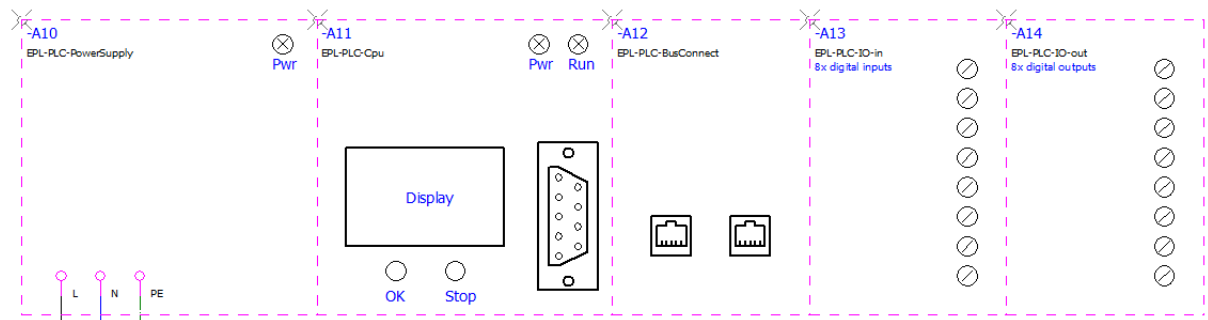 -A10
EPL-PLC-PowerSupply
Pwr
L
N
PE
-A11
EPL-PLC-Cpu
Pwr
Run
Display
OK
Stop
-A12
EPL-PLC-BusConnect
-A13
EPL-PLC-IO-in
8x digital inputs
-A14
EPL-PLC-IO-out
8x digital outputs